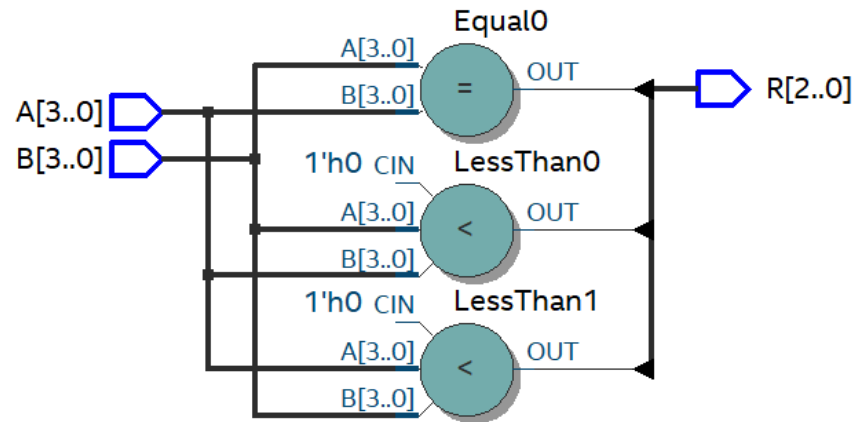 Equal0
A[3..0]
B[3..0]
=
OUT
A[3..0]
B[3..0]
R[2..0]
LessThan0
1'h0 CIN
A[3..0]
B[3..0]
<
OUT
LessThan1
1'h0 CIN
A[3..0]
B[3..0]
<
OUT